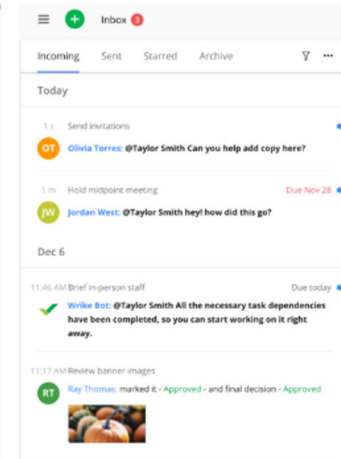 Inbox 3
Incoming Sent Starred Archive
Today
1 s Send invitations
OT Olivia Torres: @Taylor Smith Can you help add copy here?
1 m Hold midpoint meeting Due Nov 28
JW Jordan West: @Taylor Smith hey! how did this go?
Dec 6
11:46 AM Brief in-person staff Due today
Wrike Bot: @Taylor Smith All the necessary task dependencies
have been completed, so you can start working on it right
away.
11:17 AM Review banner images
RT Ray Thomas: marked it - Approved - and final decision - Approved